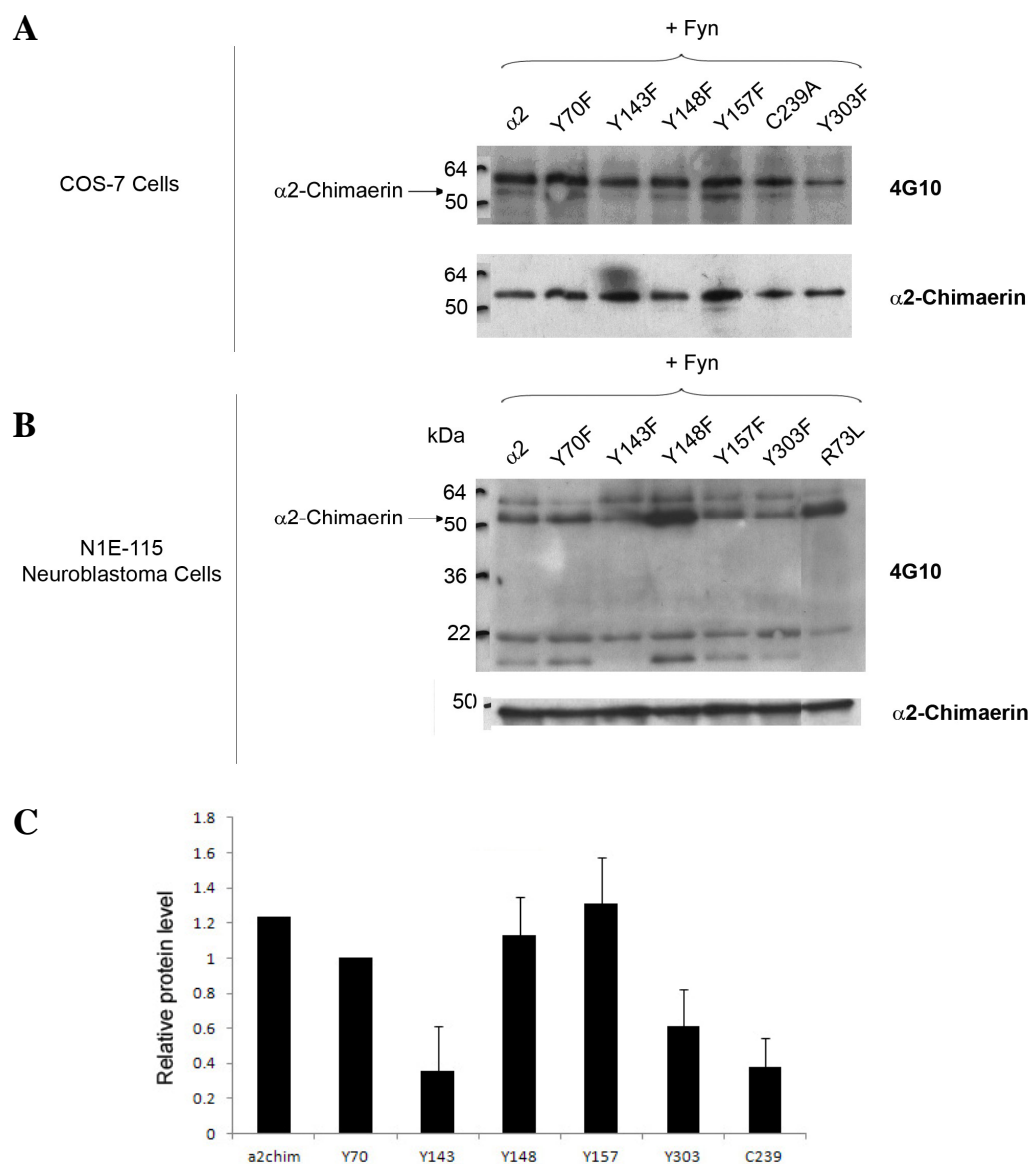 A
+ Fyn
α2 Y70F Y143F Y148F Y157F C239A Y303F
COS-7 Cells
α2-Chimaerin
64
50
4G10
64
50
α2-Chimaerin
B
+ Fyn
kDa
α2 Y70F Y143F Y148F Y157F Y303F R73L
N1E-115
Neuroblastoma Cells
α2-Chimaerin
64
50
36
22
4G10
50
α2-Chimaerin
C
Relative protein level
1.8
1.6
1.4
1.2
1
0.8
0.6
0.4
0.2
0
a2chim Y70 Y143 Y148 Y157 Y303 C239